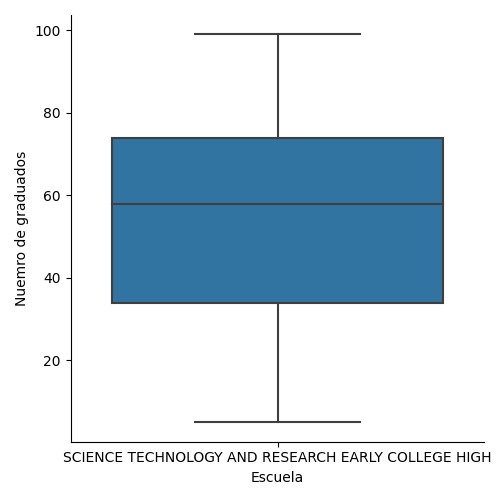 100
80
60
40
20
Nuemro de graduados
SCIENCE TECHNOLOGY AND RESEARCH EARLY COLLEGE HIGH
Escuela